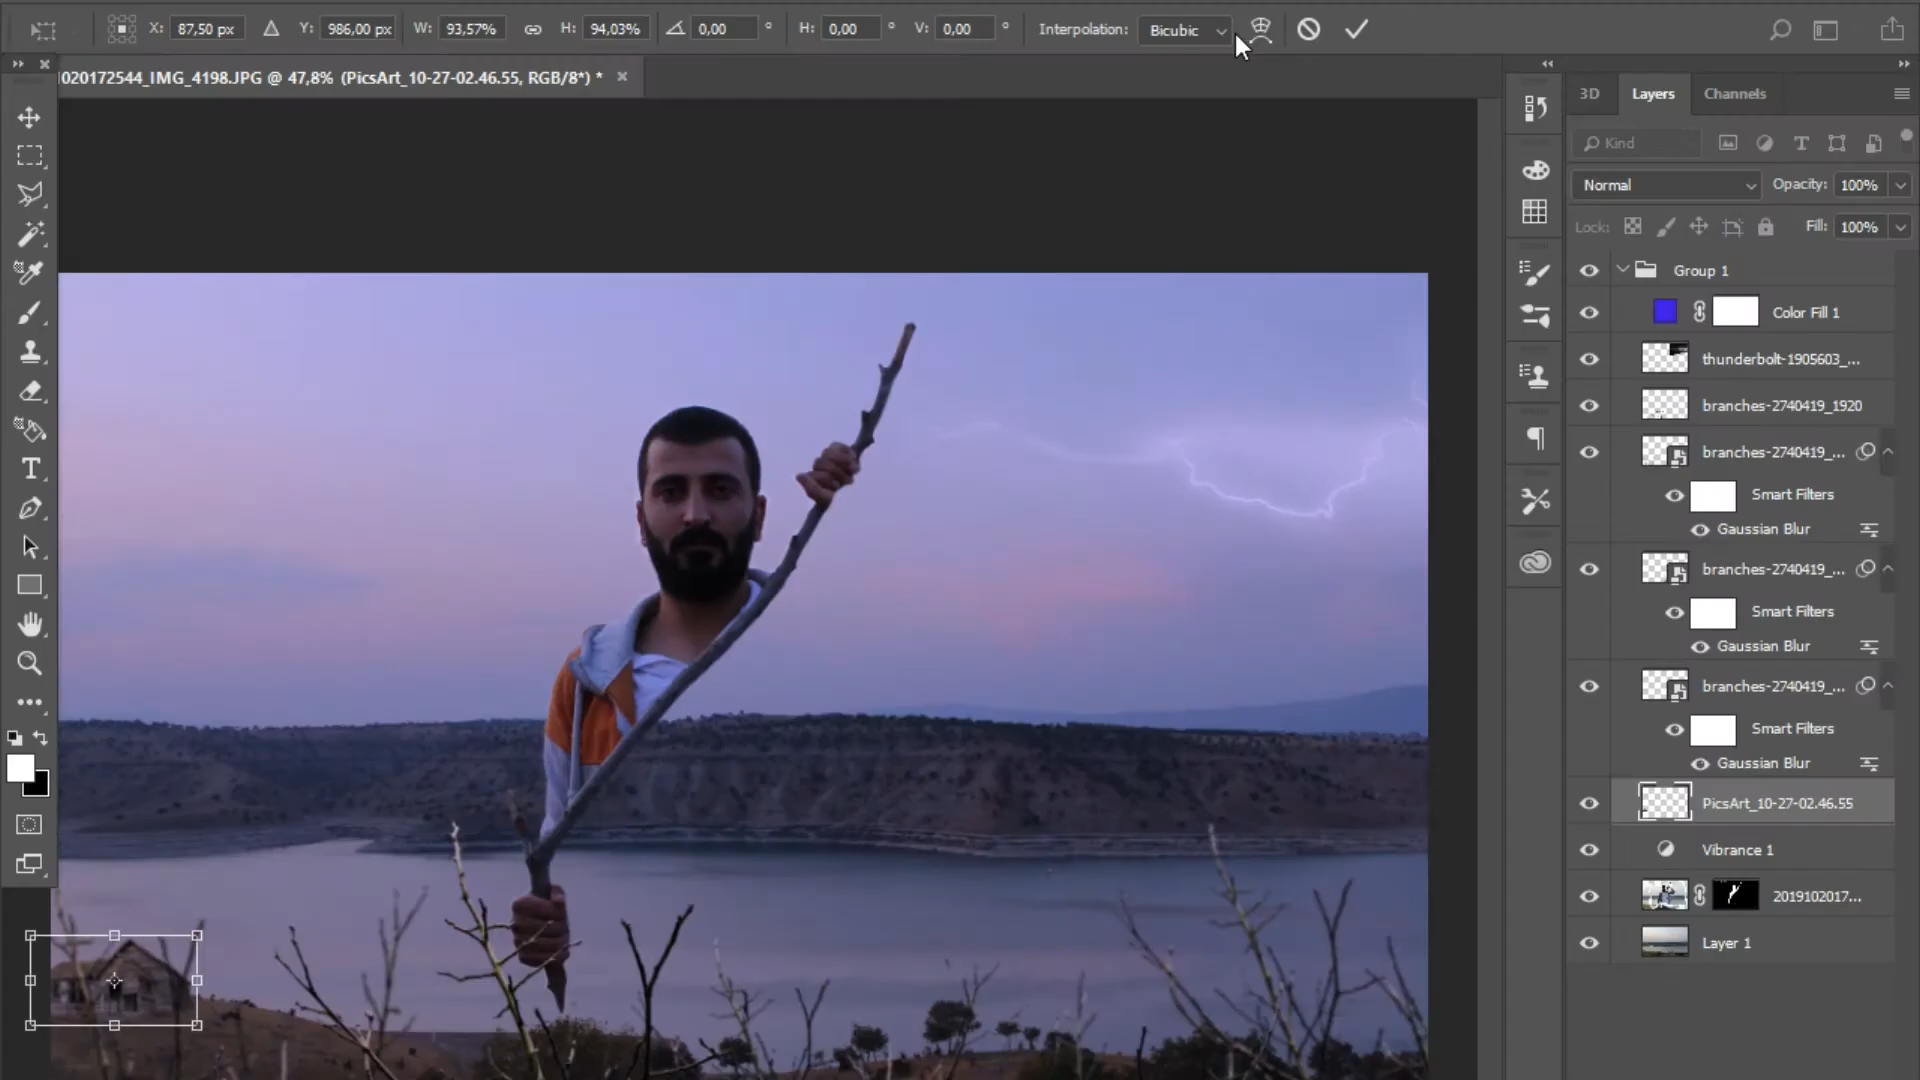 X: 87,50 px Y: 986,00 px W: 93,57% H: 94,03% 0,00 ° H: 0,00 ° V: 0,00 ° Interpolation: Bicubic
1020172544_IMG_4198.JPG @ 47,8% (PicsArt_10-27-02.46.55, RGB/8*) *
3D Layers Channels
Kind
Normal Opacity: 100%
Lock: Fill: 100%
Group 1
Color Fill 1
thunderbolt-1905603_...
branches-2740419_1920
branches-2740419_...
Smart Filters
Gaussian Blur
branches-2740419_...
Smart Filters
Gaussian Blur
branches-2740419_...
Smart Filters
Gaussian Blur
PicsArt_10-27-02.46.55
Vibrance 1
2019102017...
Layer 1